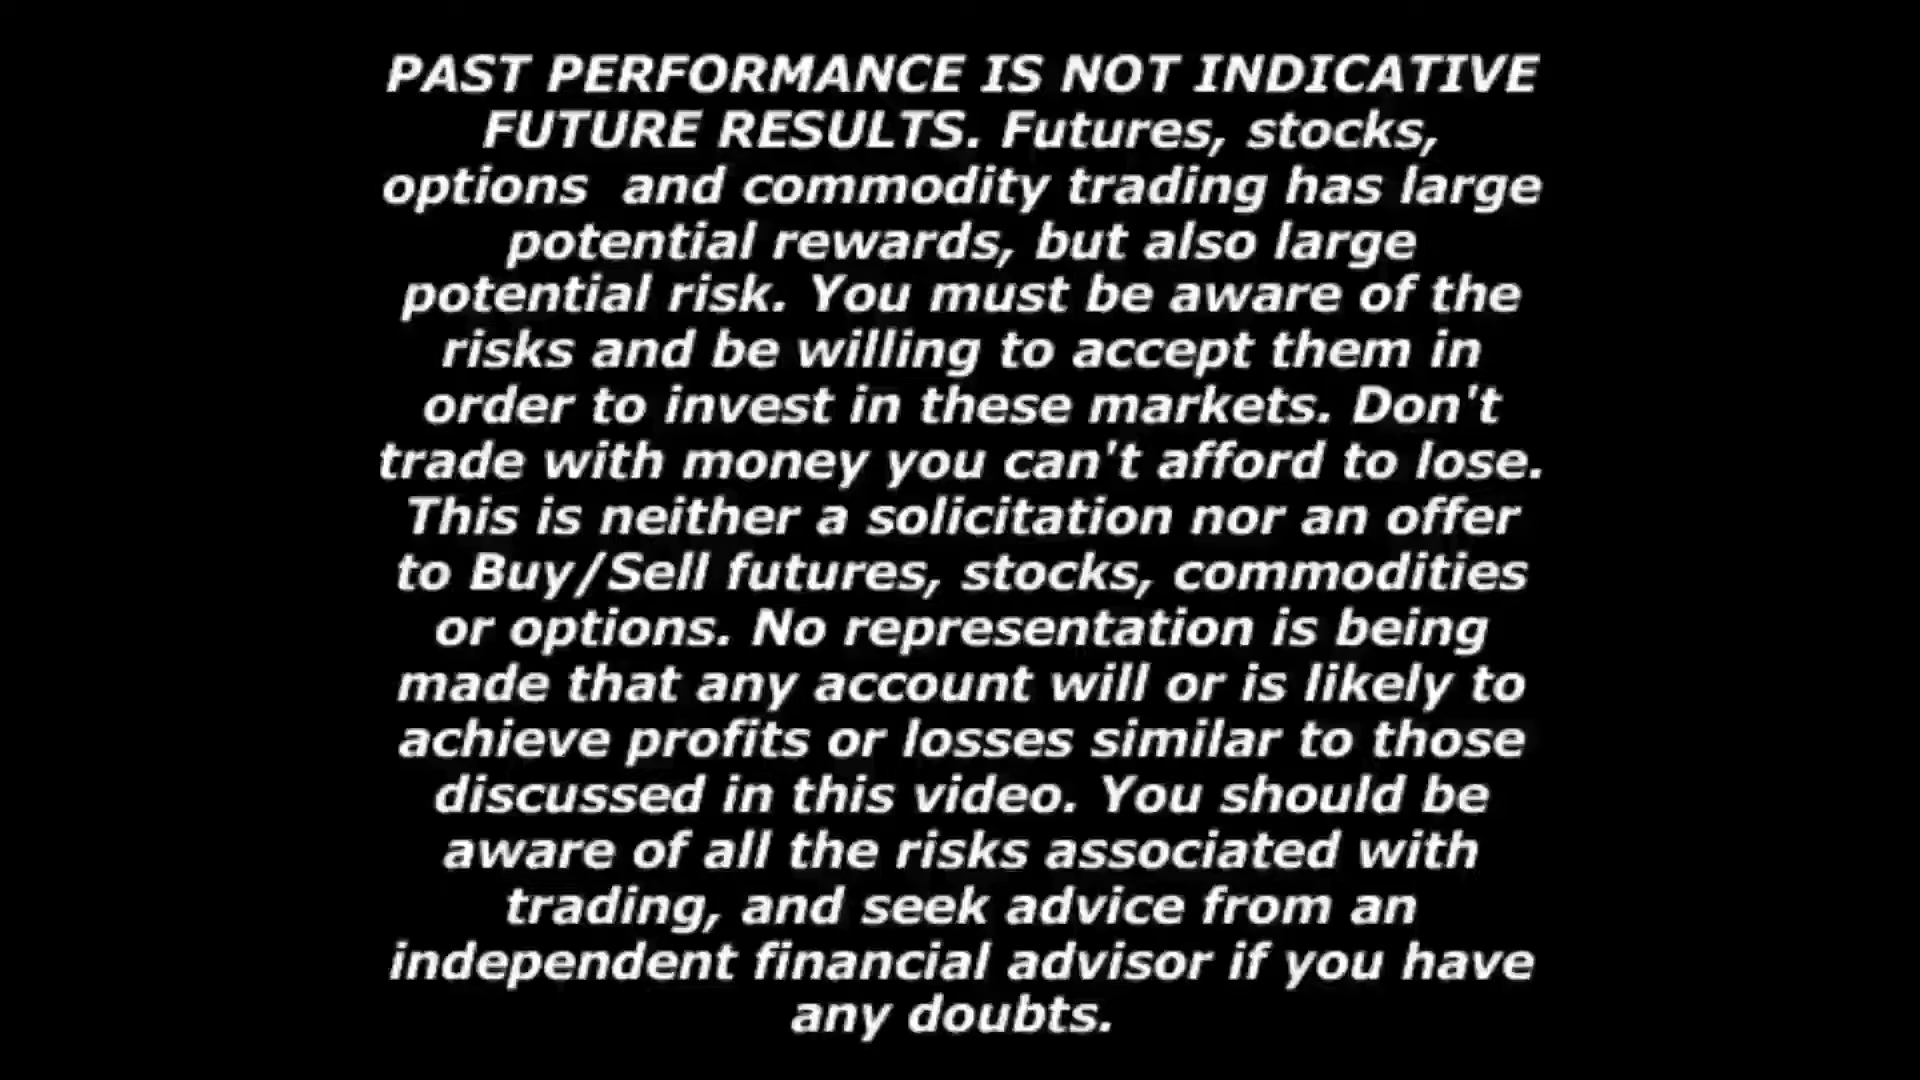 PAST PERFORMANCE IS NOT INDICATIVE
FUTURE RESULTS. Futures, stocks,
options  and commodity trading has large
potential rewards, but also large
potential risk. You must be aware of the
risks and be willing to accept them in
order to invest in these markets. Don't
trade with money you can't afford to lose.
This is neither a solicitation nor an offer
to Buy/Sell futures, stocks, commodities
or options. No representation is being
made that any account will or is likely to
achieve profits or losses similar to those
discussed in this video. You should be
aware of all the risks associated with
trading, and seek advice from an
independent financial advisor if you have
any doubts.